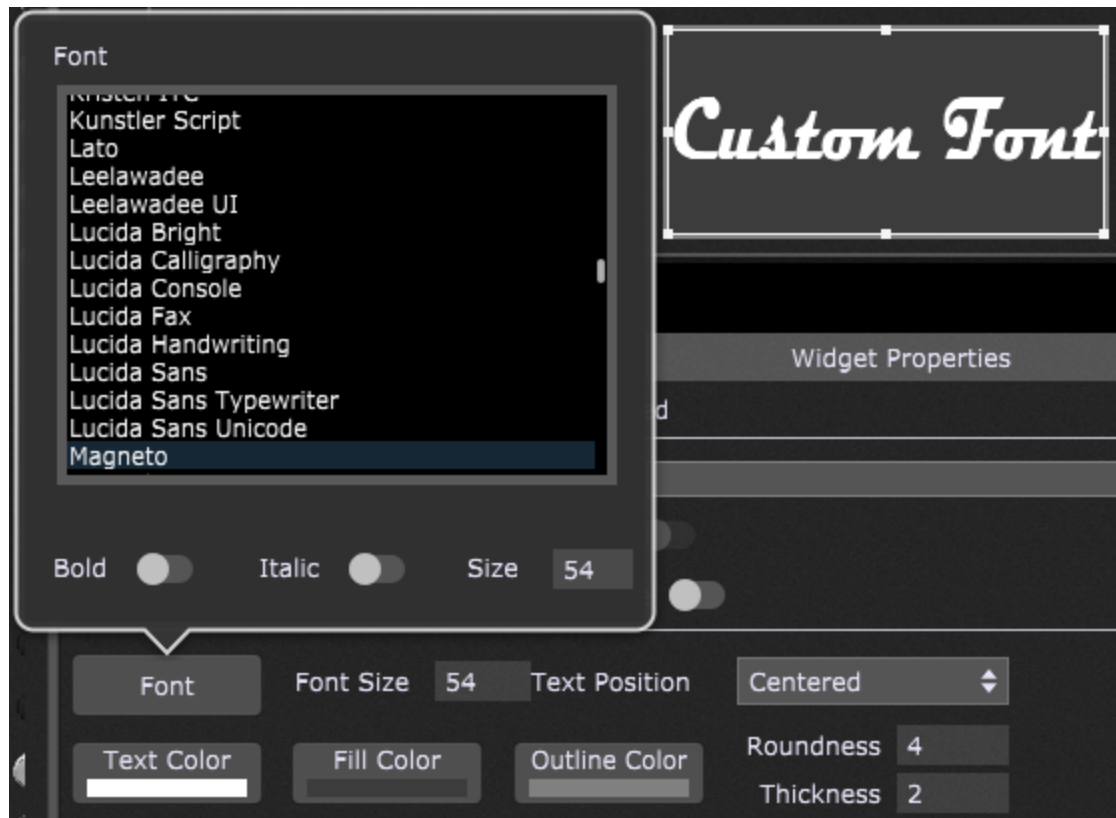 Font
Kristen ITC
Kunstler Script
Lato
Leelawadee
Leelawadee UI
Lucida Bright
Lucida Calligraphy
Lucida Console
Lucida Fax
Lucida Handwriting
Lucida Sans
Lucida Sans Typewriter
Lucida Sans Unicode
Magneto
Bold Italic Size 54
Custom Font
Widget Properties
Font Font Size 54 Text Position Centered
Text Color Fill Color Outline Color
Roundness 4
Thickness 2